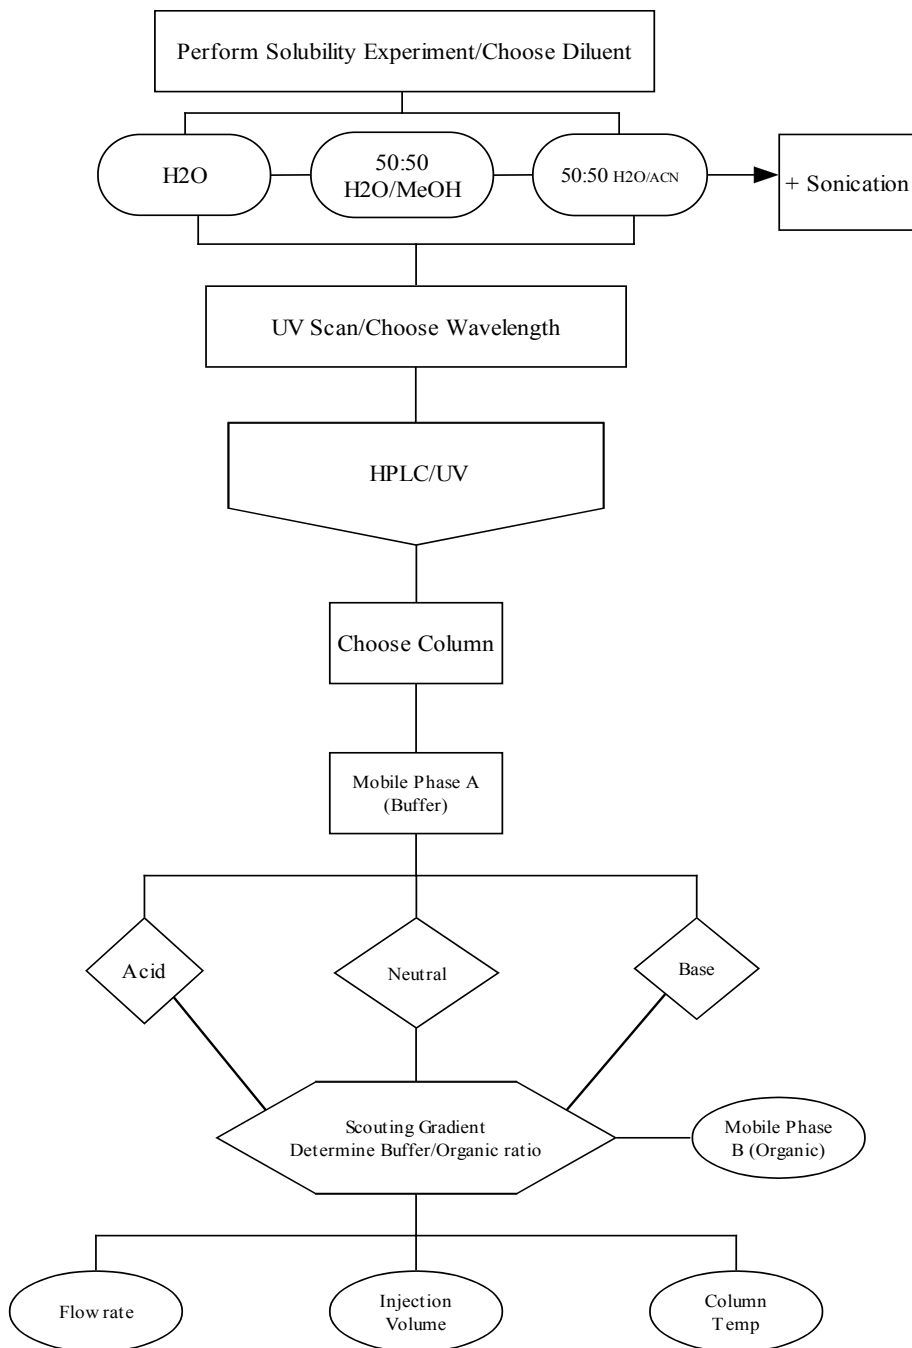 Perform Solubility Experiment/Choose Diluent
H2O
50:50
H2O/MeOH
50:50 H2O/ACN
+ Sonication
UV Scan/Choose Wavelength
HPLC/UV
Choose Column
Mobile Phase A
(Buffer)
Acid
Neutral
Base
Scouting Gradient
Determine Buffer/Organic ratio
Mobile Phase
B (Organic)
Flow rate
Injection
Volume
Column
Temp